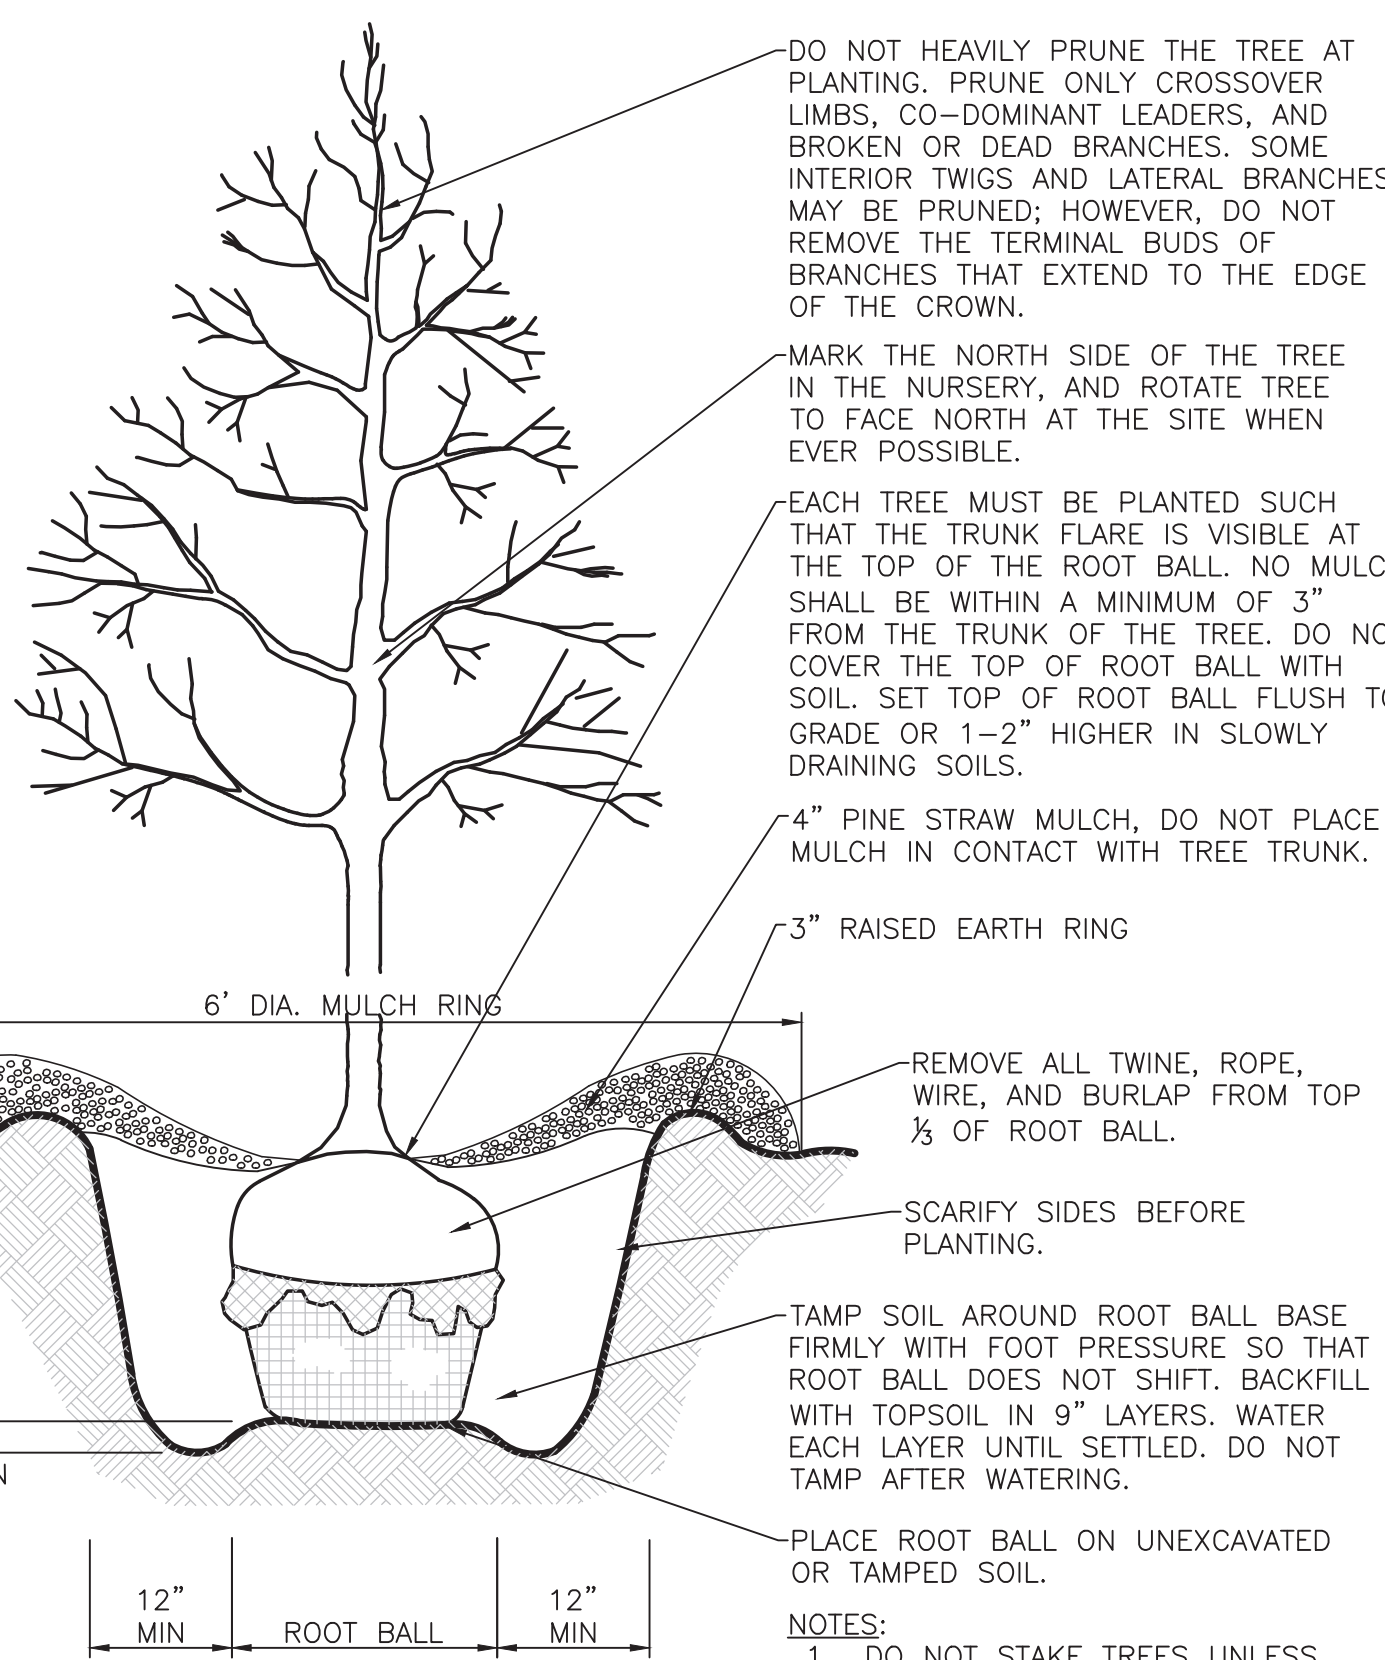 DO NOT HEAVILY PRUNE THE TREE AT
PLANTING. PRUNE ONLY CROSSOVER
LIMBS, CO-DOMINANT LEADERS, AND
BROKEN OR DEAD BRANCHES. SOME
INTERIOR TWIGS AND LATERAL BRANCHES
MAY BE PRUNED; HOWEVER, DO NOT
REMOVE THE TERMINAL BUDS OF
BRANCHES THAT EXTEND TO THE EDGE
OF THE CROWN.
MARK THE NORTH SIDE OF THE TREE
IN THE NURSERY, AND ROTATE TREE
TO FACE NORTH AT THE SITE WHEN
EVER POSSIBLE.
EACH TREE MUST BE PLANTED SUCH
THAT THE TRUNK FLARE IS VISIBLE AT
THE TOP OF THE ROOT BALL. NO MULC
SHALL BE WITHIN A MINIMUM OF 3”
FROM THE TRUNK OF THE TREE. DO NO
COVER THE TOP OF ROOT BALL WITH
SOIL. SET TOP OF ROOT BALL FLUSH TO
GRADE OR 1-2” HIGHER IN SLOWLY
DRAINING SOILS.
4” PINE STRAW MULCH, DO NOT PLACE
MULCH IN CONTACT WITH TREE TRUNK.
3” RAISED EARTH RING
6’ DIA. MULCH RING
REMOVE ALL TWINE, ROPE,
WIRE, AND BURLAP FROM TOP
⅓ OF ROOT BALL.
SCARIFY SIDES BEFORE
PLANTING.
TAMP SOIL AROUND ROOT BALL BASE
FIRMLY WITH FOOT PRESSURE SO THAT
ROOT BALL DOES NOT SHIFT. BACKFILL
WITH TOPSOIL IN 9” LAYERS. WATER
EACH LAYER UNTIL SETTLED. DO NOT
TAMP AFTER WATERING.
PLACE ROOT BALL ON UNEXCAVATED
OR TAMPED SOIL.
12”
MIN
ROOT BALL
12”
MIN
NOTES:
1. DO NOT STAKE TREES UNLESS